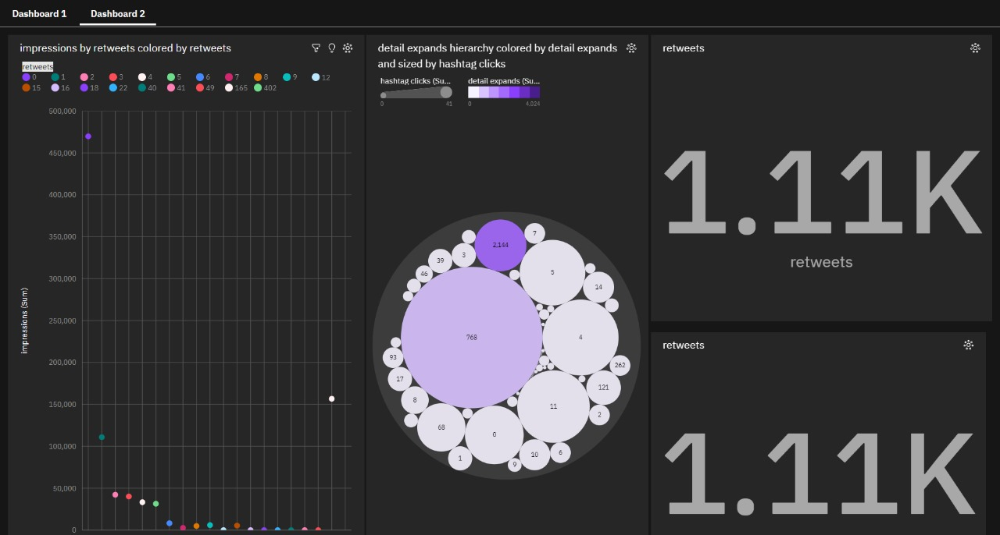 Dashboard 1 Dashboard 2
impressions by retweets colored by retweets
retweets
0 1 2 3 4 5 6 7 8 9 12
15 16 18 22 40 41 49 165 402
500,000
450,000
400,000
350,000
300,000
250,000
200,000
150,000
100,000
50,000
0
impressions (Sum)
detail expands hierarchy colored by detail expands
and sized by hashtag clicks
hashtag clicks (Su... detail expands (Su...
0 41 0 4,024
2,144
7
3
39
46
5
14
768
4
93
262
17
121
8
11
2
68
0
10
6
1
9
retweets
1.11K
retweets
retweets
1.11K